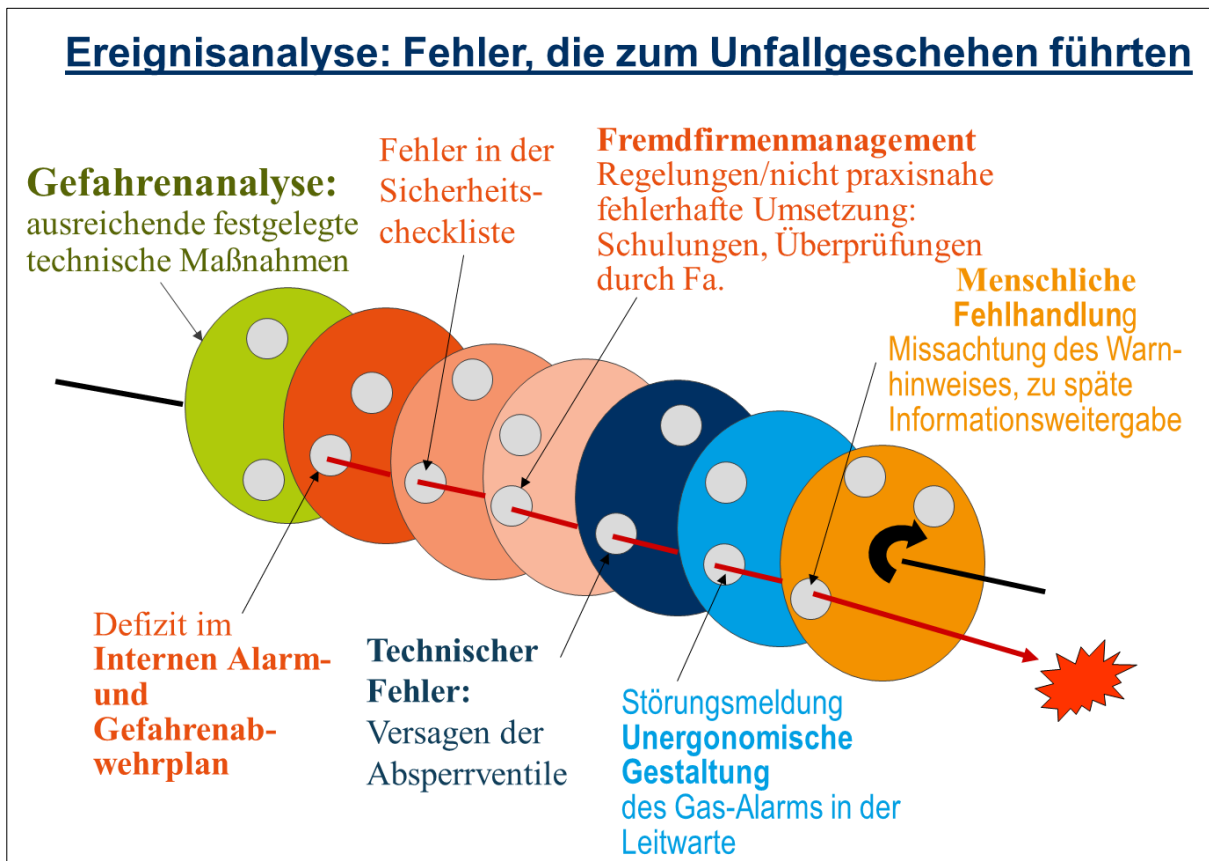 Ereignisanalyse: Fehler, die zum Unfallgeschehen führten
Gefahrenanalyse:
ausreichende festgelegte
technische Maßnahmen
Fehler in der
Sicherheits-
checkliste
Fremdfirmenmanagement
Regelungen/nicht praxisnahe
fehlerhafte Umsetzung:
Schulungen, Überprüfungen
durch Fa.
Menschliche
Fehlhandlung
Missachtung des Warn-
hinweises, zu späte
Informationsweitergabe
Defizit im
Internen Alarm-
und
Gefahrenab-
wehrplan
Technischer
Fehler:
Versagen der
Absperrventile
Störungsmeldung
Unergonomische
Gestaltung
des Gas-Alarms in der
Leitwarte